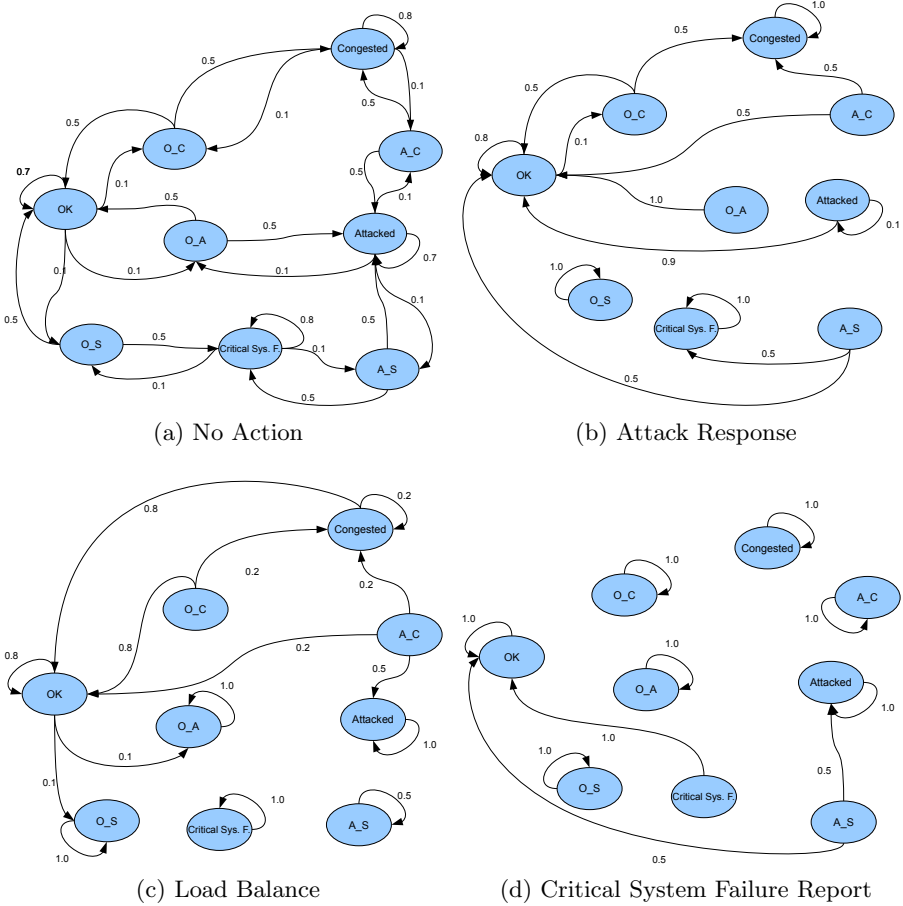 0.8
Congested
0.5
0.1
0.5
0.1
0.5
O_C
A_C
0.7
0.1
0.5
0.1
OK
0.5
O_A
0.5
Attacked
0.7
0.1
0.1
0.1
0.1
0.5
0.5
0.8
O_S
0.5
Critical Sys. F.
0.1
A_S
0.1
0.5
(a) No Action
1.0
Congested
0.5
0.5
0.5
0.5
O_C
A_C
0.8
0.1
OK
1.0
O_A
Attacked
0.1
0.9
1.0
O_S
1.0
Critical Sys. F.
A_S
0.5
0.5
(b) Attack Response
0.2
0.8
Congested
0.2
0.2
O_C
A_C
0.8
0.2
0.8
0.5
OK
1.0
O_A
Attacked
1.0
0.1
0.1
O_S
1.0
Critical Sys. F.
0.5
A_S
1.0
(c) Load Balance
1.0
Congested
1.0
O_C
A_C
1.0
1.0
OK
1.0
O_A
Attacked
1.0
1.0
1.0
O_S
Critical Sys. F.
0.5
A_S
0.5
(d) Critical System Failure Report